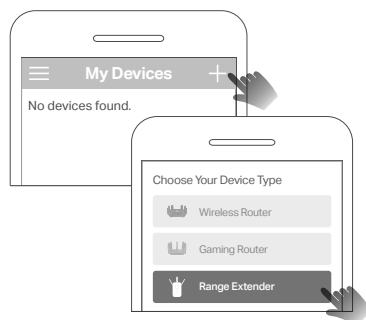 My Devices
No devices found.
Choose Your Device Type
Wireless Router
Gaming Router
Range Extender